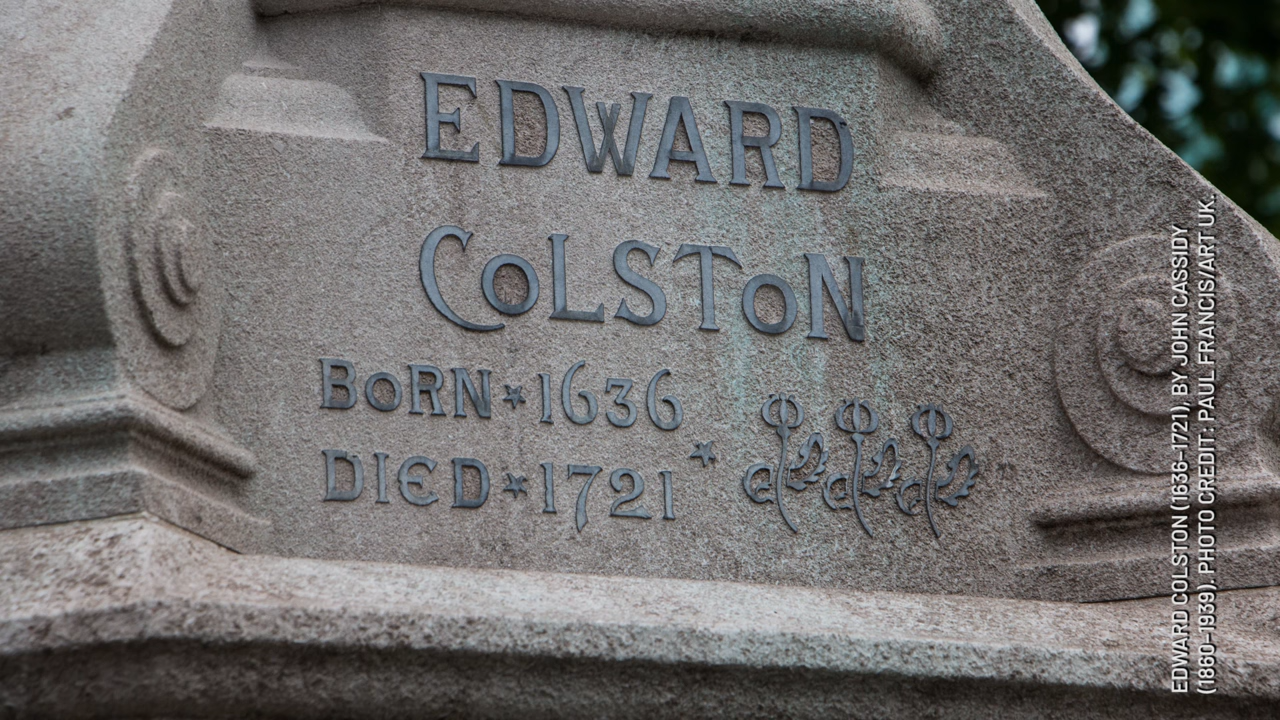 EDWARD
COLSTON
BORN ★ 1636
DIED ★ 1721 ★
EDWARD COLSTON (1636–1721), BY JOHN CASSIDY
(1860–1939). PHOTO CREDIT: PAUL FRANCIS/ART UK.